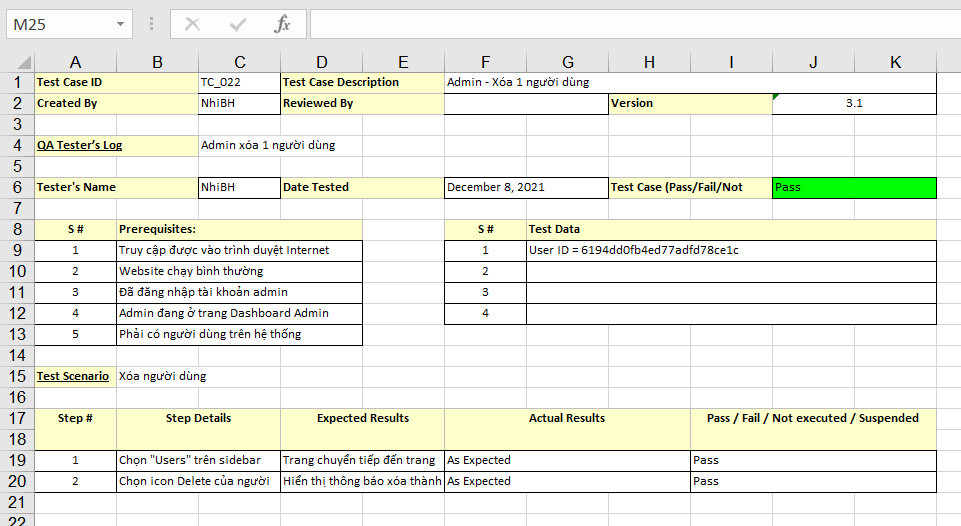 M25
fx
A B C D E F G H I J K
1 Test Case ID TC_022 Test Case Description Admin - Xóa 1 người dùng
2 Created By NhiBH Reviewed By Version 3.1
3
4 QA Tester's Log Admin xóa 1 người dùng
5
6 Tester's Name NhiBH Date Tested December 8, 2021 Test Case (Pass/Fail/Not Pass
7
8 S # Prerequisites: S # Test Data
9 1 Truy cập được vào trình duyệt Internet 1 User ID = 6194dd0fb4ed77adfd78ce1c
10 2 Website chạy bình thường 2
11 3 Đã đăng nhập tài khoản admin 3
12 4 Admin đang ở trang Dashboard Admin 4
13 5 Phải có người dùng trên hệ thống
14
15 Test Scenario Xóa người dùng
16
17 Step # Step Details Expected Results Actual Results Pass / Fail / Not executed / Suspended
18
19 1 Chọn "Users" trên sidebar Trang chuyển tiếp đến trang As Expected Pass
20 2 Chọn icon Delete của người Hiển thị thông báo xóa thành As Expected Pass
21
22